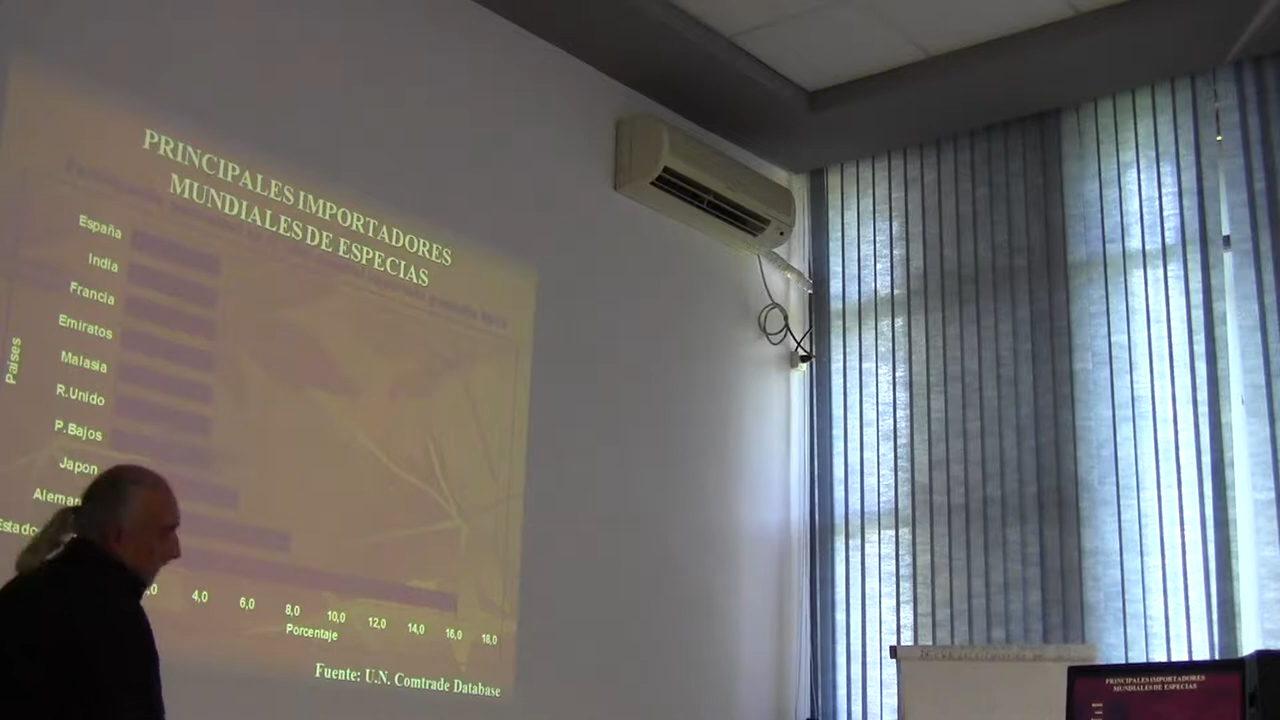 PRINCIPALES IMPORTADORES
MUNDIALES DE ESPECIAS
España
India
Francia
Emiratos
Malasia
R.Unido
P.Bajos
Japon
Países
4,0 6,0 8,0 10,0 12,0 14,0 16,0 18,0
Porcentaje
Fuente: U.N. Comtrade Database
PRINCIPALES IMPORTADORES
MUNDIALES DE ESPECIAS